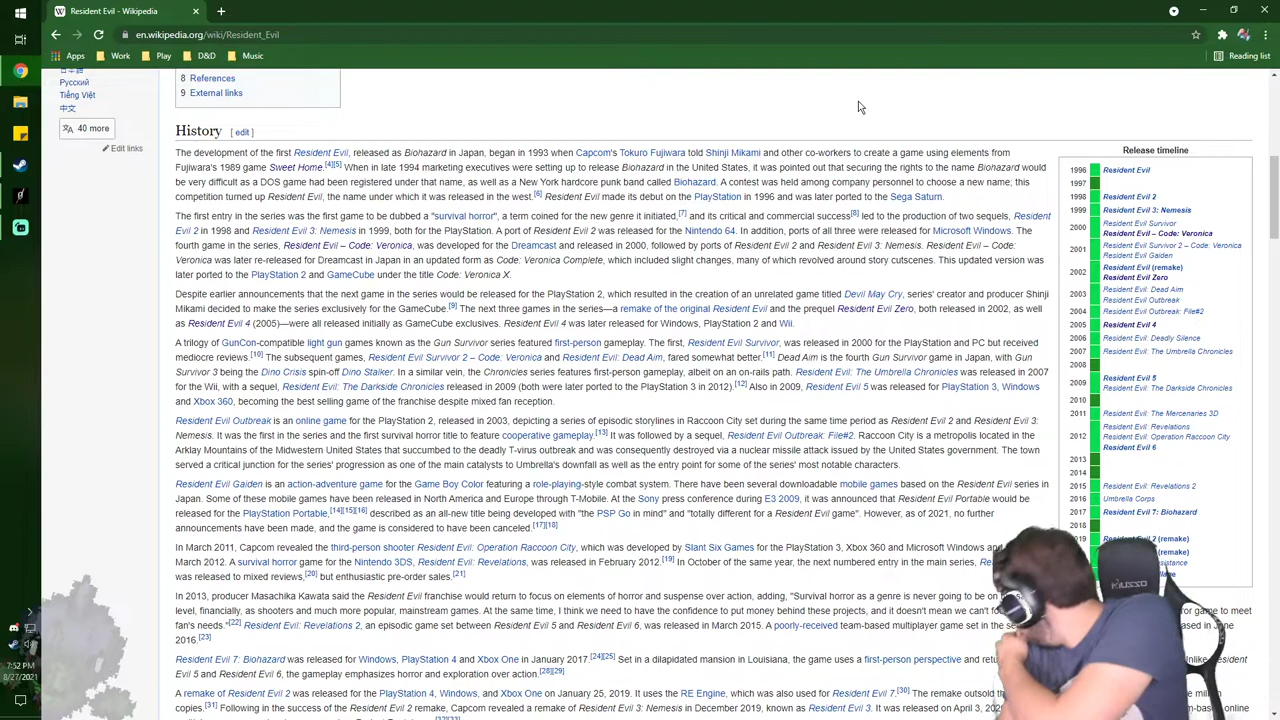 Resident Evil - Wikipedia
en.wikipedia.org/wiki/Resident_Evil
Apps Work Play D&D Music Reading list
Русский
Tiếng Việt
中文
40 more
Edit links
8 References
9 External links
History [ edit ]
The development of the first Resident Evil, released as Biohazard in Japan, began in 1993 when Capcom's Tokuro Fujiwara told Shinji Mikami and other co-workers to create a game using elements from
Fujiwara's 1989 game Sweet Home.[4][5] When in late 1994 marketing executives were setting up to release Biohazard in the United States, it was pointed out that securing the rights to the name Biohazard would
be very difficult as a DOS game had been registered under that name, as well as a New York hardcore punk band called Biohazard. A contest was held among company personnel to choose a new name; this
competition turned up Resident Evil, the name under which it was released in the west.[6] Resident Evil made its debut on the PlayStation in 1996 and was later ported to the Sega Saturn.
The first entry in the series was the first game to be dubbed a "survival horror", a term coined for the new genre it initiated,[7] and its critical and commercial success[8] led to the production of two sequels, Resident
Evil 2 in 1998 and Resident Evil 3: Nemesis in 1999, both for the PlayStation. A port of Resident Evil 2 was released for the Nintendo 64. In addition, ports of all three were released for Microsoft Windows. The
fourth game in the series, Resident Evil – Code: Veronica, was developed for the Dreamcast and released in 2000, followed by ports of Resident Evil 2 and Resident Evil 3: Nemesis. Resident Evil – Code:
Veronica was later re-released for Dreamcast in Japan in an updated form as Code: Veronica Complete, which included slight changes, many of which revolved around story cutscenes. This updated version was
later ported to the PlayStation 2 and GameCube under the title Code: Veronica X.
Despite earlier announcements that the next game in the series would be released for the PlayStation 2, which resulted in the creation of an unrelated game titled Devil May Cry, series' creator and producer Shinji
Mikami decided to make the series exclusively for the GameCube.[9] The next three games in the series—a remake of the original Resident Evil and the prequel Resident Evil Zero, both released in 2002, as well
as Resident Evil 4 (2005)—were all released initially as GameCube exclusives. Resident Evil 4 was later released for Windows, PlayStation 2 and Wii.
A trilogy of GunCon-compatible light gun games known as the Gun Survivor series featured first-person gameplay. The first, Resident Evil Survivor, was released in 2000 for the PlayStation and PC but received
mediocre reviews.[10] The subsequent games, Resident Evil Survivor 2 – Code: Veronica and Resident Evil: Dead Aim, fared somewhat better.[11] Dead Aim is the fourth Gun Survivor game in Japan, with Gun
Survivor 3 being the Dino Crisis spin-off Dino Stalker. In a similar vein, the Chronicles series features first-person gameplay, albeit on an on-rails path. Resident Evil: The Umbrella Chronicles was released in 2007
for the Wii, with a sequel, Resident Evil: The Darkside Chronicles released in 2009 (both were later ported to the PlayStation 3 in 2012).[12] Also in 2009, Resident Evil 5 was released for PlayStation 3, Windows
and Xbox 360, becoming the best selling game of the franchise despite mixed fan reception.
Resident Evil Outbreak is an online game for the PlayStation 2, released in 2003, depicting a series of episodic storylines in Raccoon City set during the same time period as Resident Evil 2 and Resident Evil 3:
Nemesis. It was the first in the series and the first survival horror title to feature cooperative gameplay.[13] It was followed by a sequel, Resident Evil Outbreak: File#2. Raccoon City is a metropolis located in the
Arklay Mountains of the Midwestern United States that succumbed to the deadly T-virus outbreak and was consequently destroyed via a nuclear missile attack issued by the United States government. The town
served a critical junction for the series' progression as one of the main catalysts to Umbrella's downfall as well as the entry point for some of the series' most notable characters.
Resident Evil Gaiden is an action-adventure game for the Game Boy Color featuring a role-playing-style combat system. There have been several downloadable mobile games based on the Resident Evil series in
Japan. Some of these mobile games have been released in North America and Europe through T-Mobile. At the Sony press conference during E3 2009, it was announced that Resident Evil Portable would be
released for the PlayStation Portable,[14][15][16] described as an all-new title being developed with "the PSP Go in mind" and "totally different for a Resident Evil game". However, as of 2021, no further
announcements have been made, and the game is considered to have been canceled.[17][18]
In March 2011, Capcom revealed the third-person shooter Resident Evil: Operation Raccoon City, which was developed by Slant Six Games for the PlayStation 3, Xbox 360 and Microsoft Windows and
March 2012. A survival horror game for the Nintendo 3DS, Resident Evil: Revelations, was released in February 2012.[19] In October of the same year, the next numbered entry in the main series, Re
was released to mixed reviews,[20] but enthusiastic pre-order sales.[21]
In 2013, producer Masachika Kawata said the Resident Evil franchise would return to focus on elements of horror and suspense over action, adding, "Survival horror as a genre is never going to be on
level, financially, as shooters and much more popular, mainstream games. At the same time, I think we need to have the confidence to put money behind these projects, and it doesn't mean we can't game to meet
fan's needs."[22] Resident Evil: Revelations 2, an episodic game set between Resident Evil 5 and Resident Evil 6, was released in March 2015. A poorly-received team-based multiplayer game set in the ased in June
2016.[23]
Resident Evil 7: Biohazard was released for Windows, PlayStation 4 and Xbox One in January 2017.[24][25] Set in a dilapidated mansion in Louisiana, the game uses a first-person perspective and Unlike Resident
Evil 5 and Resident Evil 6, the gameplay emphasizes horror and exploration over action.[28][29]
A remake of Resident Evil 2 was released for the PlayStation 4, Windows, and Xbox One on January 25, 2019. It uses the RE Engine, which was also used for Resident Evil 7.[30] The remake outsold million
copies.[31] Following in the success of the Resident Evil 2 remake, Capcom revealed a remake of Resident Evil 3: Nemesis in December 2019, known as Resident Evil 3. It was released on April 3, online
Release timeline
1996 Resident Evil
1997
1998 Resident Evil 2
1999 Resident Evil 3: Nemesis
2000 Resident Evil Survivor
Resident Evil – Code: Veronica
2001 Resident Evil Survivor 2 – Code: Veronica
Resident Evil Gaiden
2002 Resident Evil (remake)
Resident Evil Zero
2003 Resident Evil: Dead Aim
Resident Evil Outbreak
2004 Resident Evil Outbreak: File#2
2005 Resident Evil 4
2006 Resident Evil: Deadly Silence
2007 Resident Evil: The Umbrella Chronicles
2008
2009 Resident Evil 5
Resident Evil: The Darkside Chronicles
2010
2011 Resident Evil: The Mercenaries 3D
2012 Resident Evil: Revelations
Resident Evil: Operation Raccoon City
Resident Evil 6
2013
2014
2015 Resident Evil: Revelations 2
2016 Umbrella Corps
2017 Resident Evil 7: Biohazard
2018
2019 Resident Evil 2 (remake)
(remake)
7:52 PM
8/27/2021